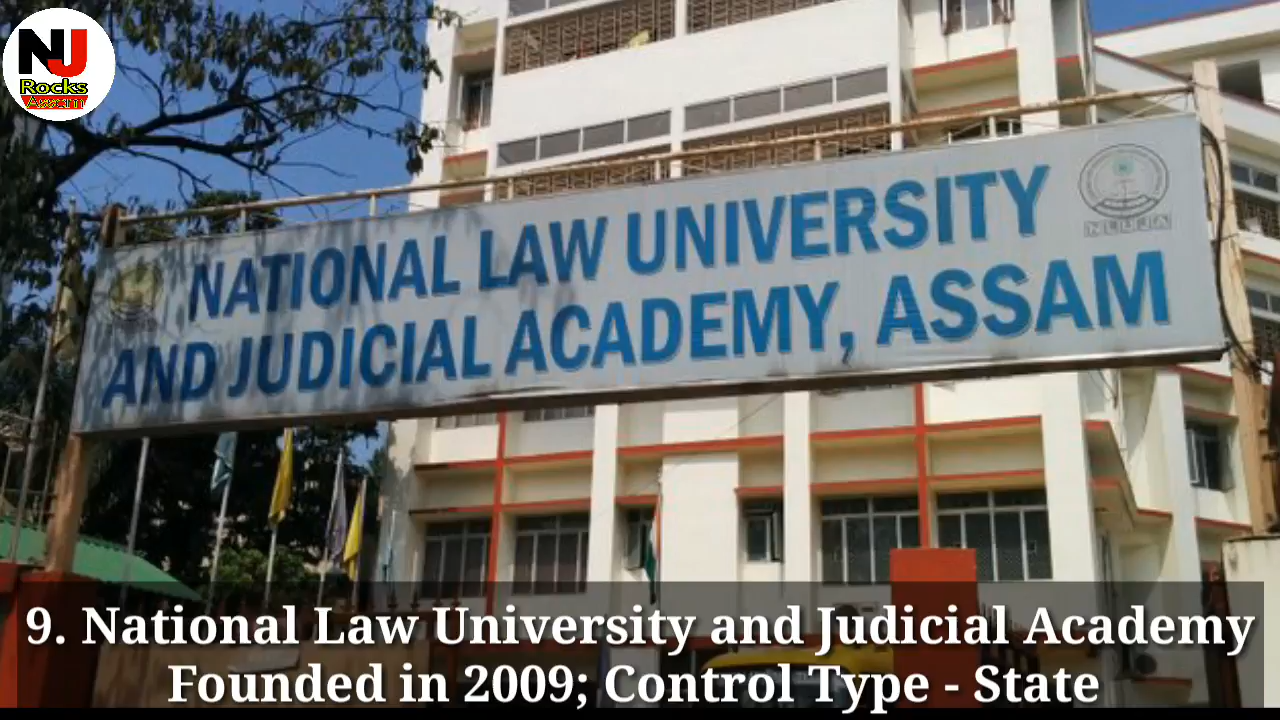 NJ
Rocks
Assam
NATIONAL LAW UNIVERSITY
AND JUDICIAL ACADEMY, ASSAM
9. National Law University and Judicial Academy
Founded in 2009; Control Type - State